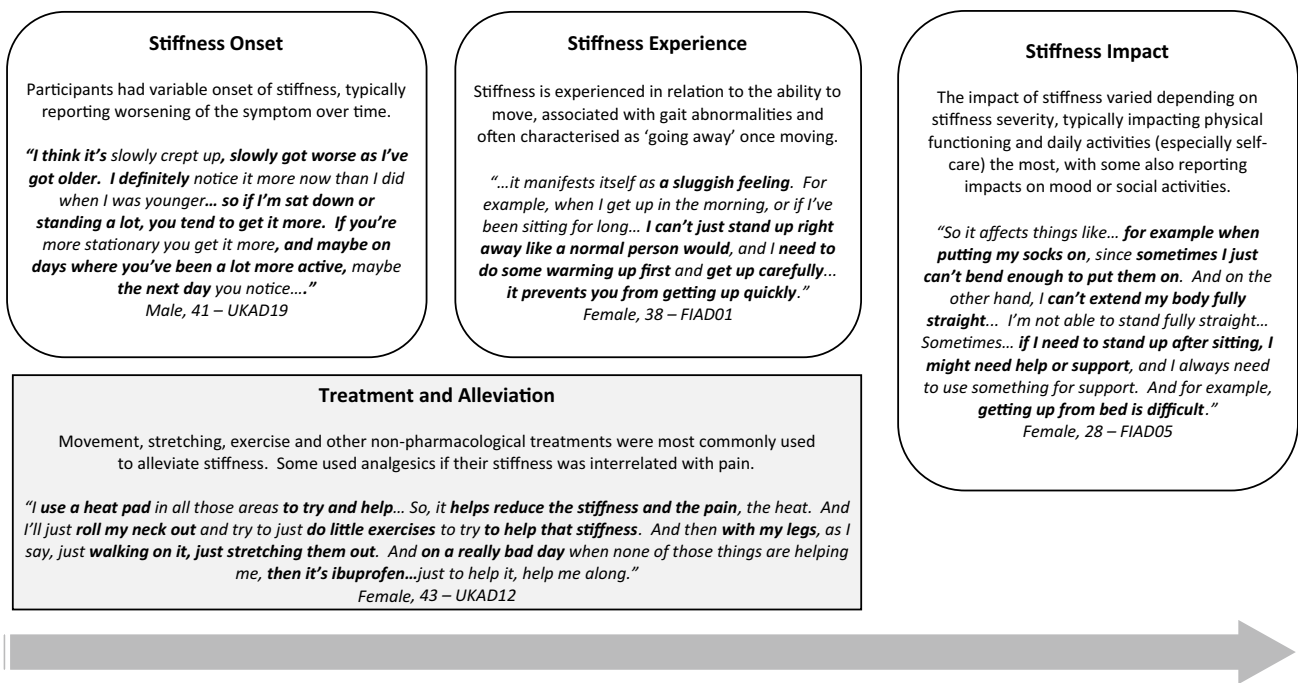 Stiffness Onset
Participants had variable onset of stiffness, typically
reporting worsening of the symptom over time.
“I think it’s slowly crept up, slowly got worse as I’ve
got older.  I definitely notice it more now than I did
when I was younger… so if I’m sat down or
standing a lot, you tend to get it more.  If you’re
more stationary you get it more, and maybe on
days where you’ve been a lot more active, maybe
the next day you notice….”
Male, 41 – UKAD19
Stiffness Experience
Stiffness is experienced in relation to the ability to
move, associated with gait abnormalities and
often characterised as ‘going away’ once moving.
“…it manifests itself as a sluggish feeling.  For
example, when I get up in the morning, or if I’ve
been sitting for long… I can’t just stand up right
away like a normal person would, and I need to
do some warming up first and get up carefully…
it prevents you from getting up quickly.”
Female, 38 – FIAD01
Stiffness Impact
The impact of stiffness varied depending on
stiffness severity, typically impacting physical
functioning and daily activities (especially self-
care) the most, with some also reporting
impacts on mood or social activities.
“So it affects things like… for example when
putting my socks on, since sometimes I just
can’t bend enough to put them on.  And on the
other hand, I can’t extend my body fully
straight…  I’m not able to stand fully straight…
Sometimes… if I need to stand up after sitting, I
might need help or support, and I always need
to use something for support.  And for example,
getting up from bed is difficult.”
Female, 28 – FIAD05
Treatment and Alleviation
Movement, stretching, exercise and other non-pharmacological treatments were most commonly used
to alleviate stiffness.  Some used analgesics if their stiffness was interrelated with pain.
“I use a heat pad in all those areas to try and help… So, it helps reduce the stiffness and the pain, the heat.  And
I’ll just roll my neck out and try to just do little exercises to try to help that stiffness.  And then with my legs, as I
say, just walking on it, just stretching them out.  And on a really bad day when none of those things are helping
me, then it’s ibuprofen…just to help it, help me along.”
Female, 43 – UKAD12